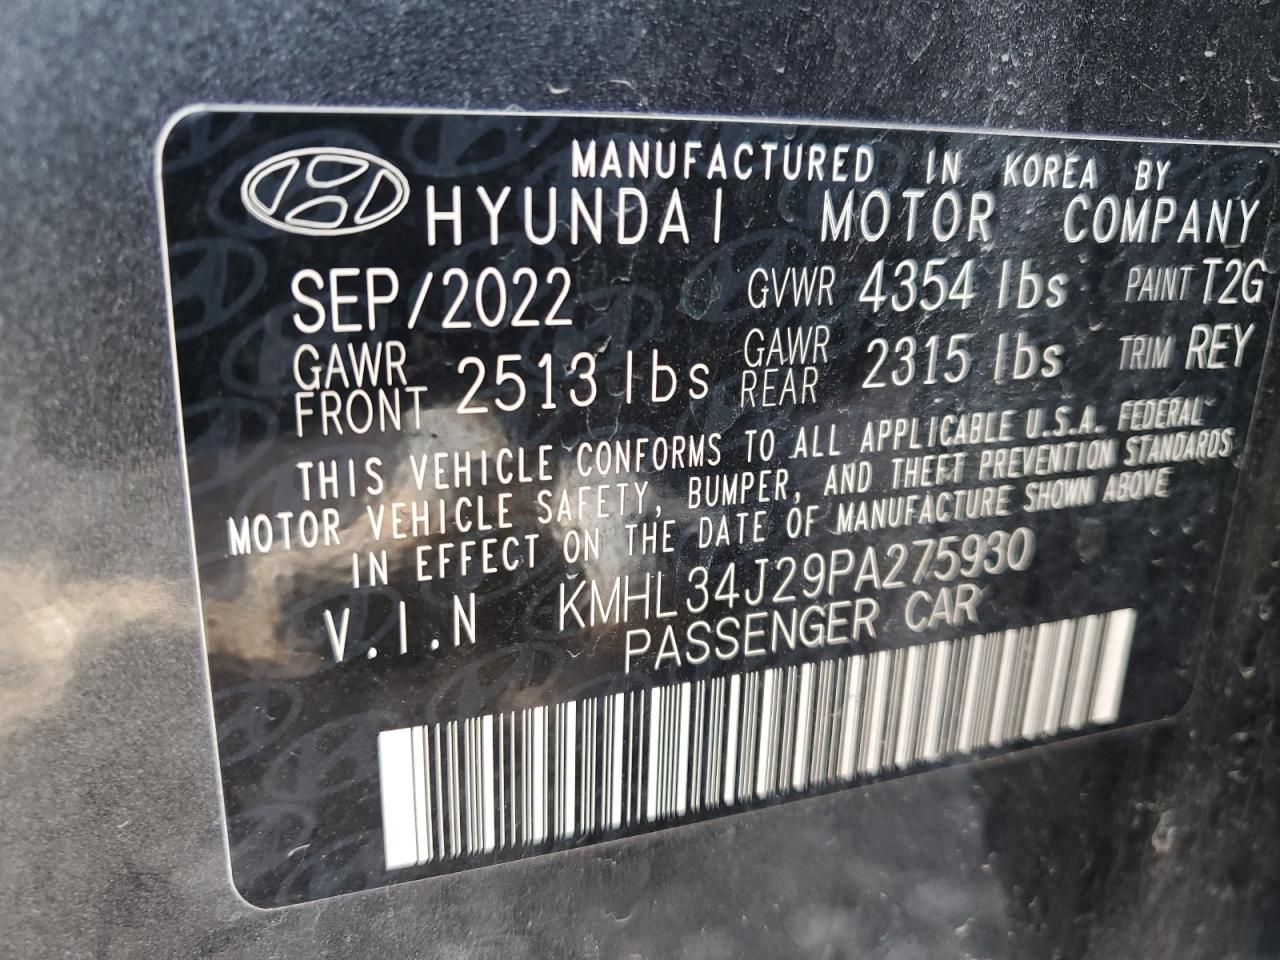 MANUFACTURED IN KOREA BY
HYUNDAI MOTOR COMPANY
SEP/2022 GVWR 4354 lbs PAINT T2G
GAWR FRONT 2513 lbs GAWR REAR 2315 lbs TRIM REY
THIS VEHICLE CONFORMS TO ALL APPLICABLE U.S.A. FEDERAL
MOTOR VEHICLE SAFETY, BUMPER, AND THEFT PREVENTION STANDARDS
IN EFFECT ON THE DATE OF MANUFACTURE SHOWN ABOVE
V.I.N KMHL34J29PA275930
PASSENGER CAR